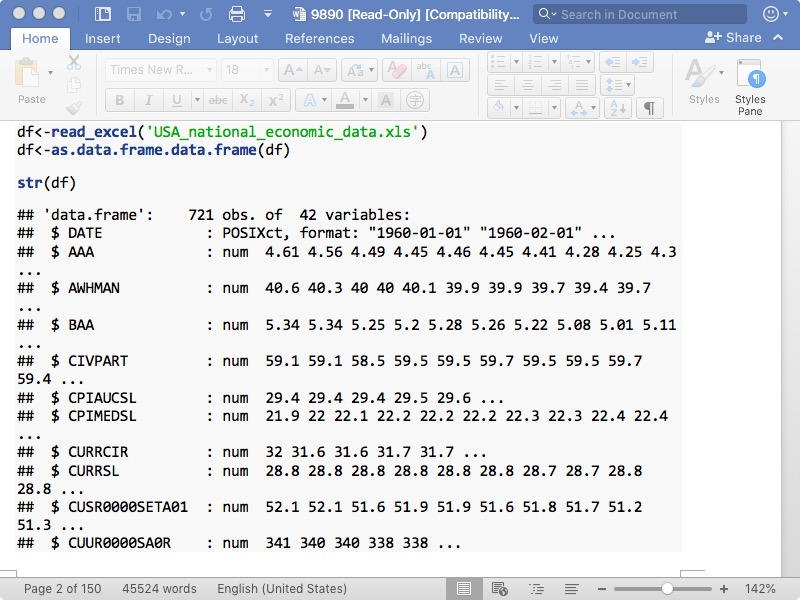 9890 [Read-Only] [Compatibility...
Search in Document
Home Insert Design Layout References Mailings Review View Share
Paste
Times New R... 18
A A Aa abc A A
B I U abc X₂ X² A A A 字
Styles
Styles Pane
df<-read_excel('USA_national_economic_data.xls')
df<-as.data.frame.data.frame(df)
str(df)
## 'data.frame':    721 obs. of  42 variables:
##  $ DATE            : POSIXct, format: "1960-01-01" "1960-02-01" ...
##  $ AAA             : num  4.61 4.56 4.49 4.45 4.46 4.45 4.41 4.28 4.25 4.3
...
##  $ AWHMAN          : num  40.6 40.3 40 40 40.1 39.9 39.9 39.7 39.4 39.7
...
##  $ BAA             : num  5.34 5.34 5.25 5.2 5.28 5.26 5.22 5.08 5.01 5.11
...
##  $ CIVPART         : num  59.1 59.1 58.5 59.5 59.5 59.7 59.5 59.5 59.7
59.4 ...
##  $ CPIAUCSL        : num  29.4 29.4 29.4 29.5 29.6 ...
##  $ CPIMEDSL        : num  21.9 22 22.1 22.2 22.2 22.2 22.3 22.3 22.4 22.4
...
##  $ CURRCIR         : num  32 31.6 31.6 31.7 31.7 ...
##  $ CURRSL          : num  28.8 28.8 28.8 28.8 28.8 28.8 28.7 28.7 28.8
28.8 ...
##  $ CUSR0000SETA01  : num  52.1 52.1 51.6 51.9 51.9 51.6 51.8 51.7 51.2
51.3 ...
##  $ CUUR0000SA0R    : num  341 340 340 338 338 ...
Page 2 of 150 45524 words English (United States) 142%